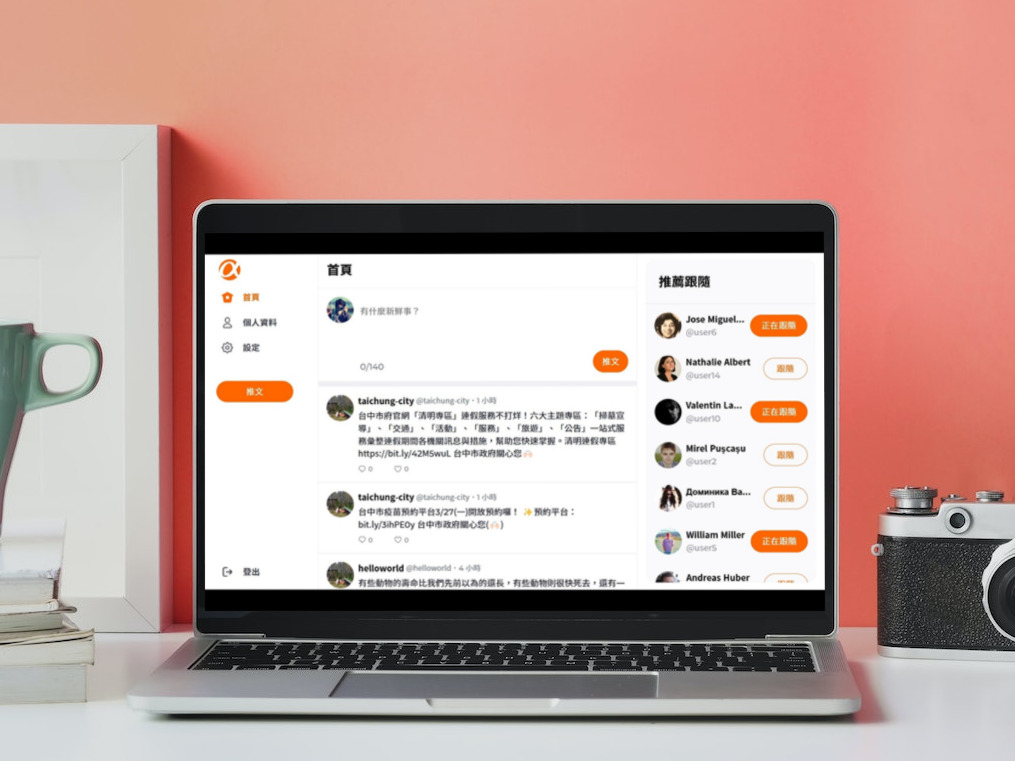 首頁
個人資料
設定
推文
登出
首頁
有什麼新鮮事？
0/140
推文
taichung-city @taichung-city・1 小時
台中市府官網「清明專區」連假服務不打烊！六大主題專區：「掃墓宣
導」、「交通」、「活動」、「服務」、「旅遊」、「公告」一站式服
務彙整連假期間各機關訊息與措施，幫助您快速掌握。清明連假專區
https://bit.ly/42M5wuL 台中市政府關心您🫶🏻
0 0
taichung-city @taichung-city・1 小時
台中市疫苗預約平台3/27(一)開放預約囉！ ✨預約平台：
bit.ly/3ihPEOy 台中市政府關心您(🫶🏻)
0 0
helloworld @helloworld・4 小時
有些動物的壽命比我們先前以為的還長，有些動物則很快死去，還有一
推薦跟隨
Jose Miguel...
@user6
正在跟隨
Nathalie Albert
@user14
跟隨
Valentin La...
@user10
正在跟隨
Mirel Pușcașu
@user2
跟隨
Доминика Ва...
@user1
跟隨
William Miller
@user5
正在跟隨
Andreas Huber